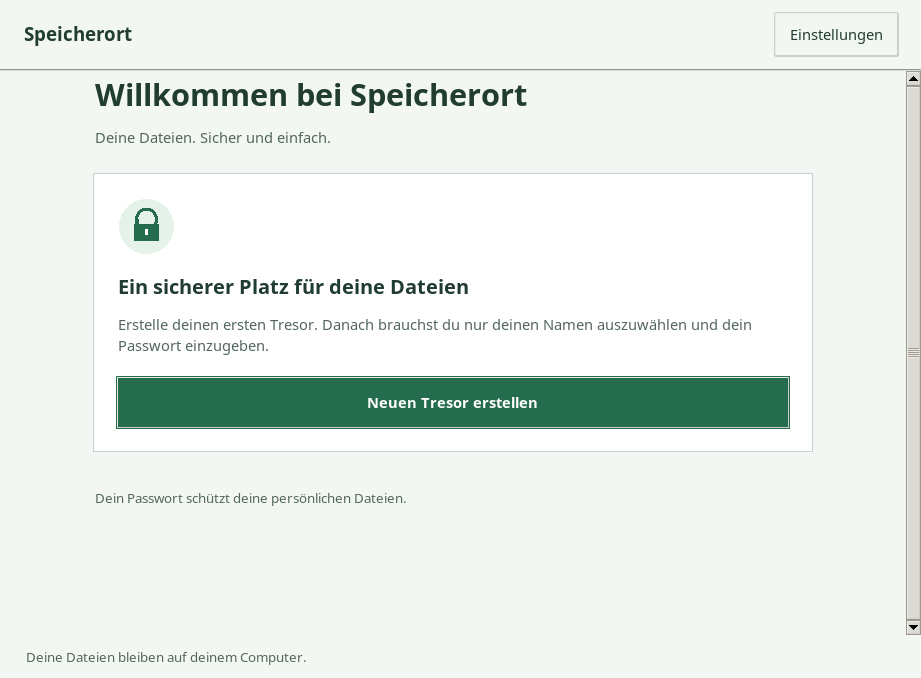 Speicherort
Einstellungen
Willkommen bei Speicherort
Deine Dateien. Sicher und einfach.
Ein sicherer Platz für deine Dateien
Erstelle deinen ersten Tresor. Danach brauchst du nur deinen Namen auszuwählen und dein
Passwort einzugeben.
Neuen Tresor erstellen
Dein Passwort schützt deine persönlichen Dateien.
Deine Dateien bleiben auf deinem Computer.